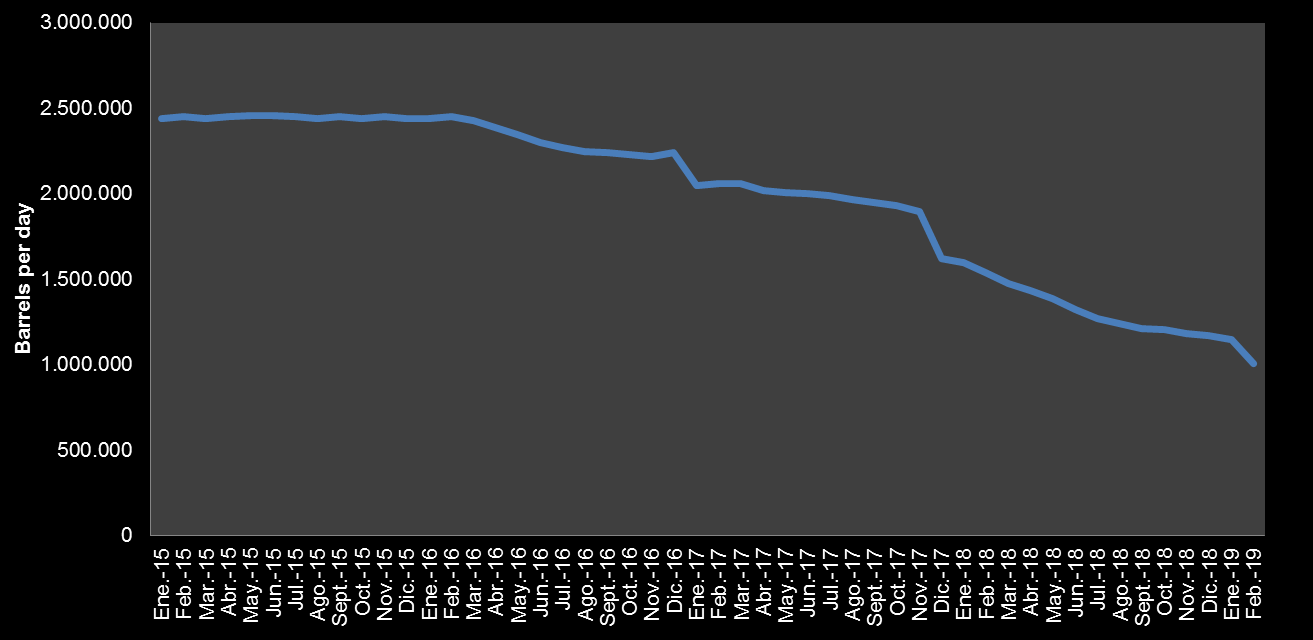 3.000.000
2.500.000
2.000.000
1.500.000
1.000.000
500.000
0
Barrels per day
Ene.-15
Feb.-15
Mar.-15
Abr.-15
May.-15
Jun.-15
Jul.-15
Ago.-15
Sept.-15
Oct.-15
Nov.-15
Dic.-15
Ene.-16
Feb.-16
Mar.-16
Abr.-16
May.-16
Jun.-16
Jul.-16
Ago.-16
Sept.-16
Oct.-16
Nov.-16
Dic.-16
Ene.-17
Feb.-17
Mar.-17
Abr.-17
May.-17
Jun.-17
Jul.-17
Ago.-17
Sept.-17
Oct.-17
Nov.-17
Dic.-17
Ene.-18
Feb.-18
Mar.-18
Abr.-18
May.-18
Jun.-18
Jul.-18
Ago.-18
Sept.-18
Oct.-18
Nov.-18
Dic.-18
Ene.-19
Feb.-19